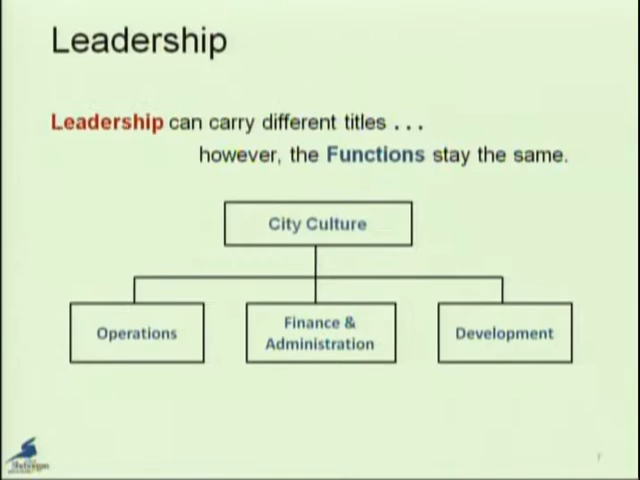 Leadership
Leadership can carry different titles . . .
however, the Functions stay the same.
City Culture
Operations
Finance &
Administration
Development